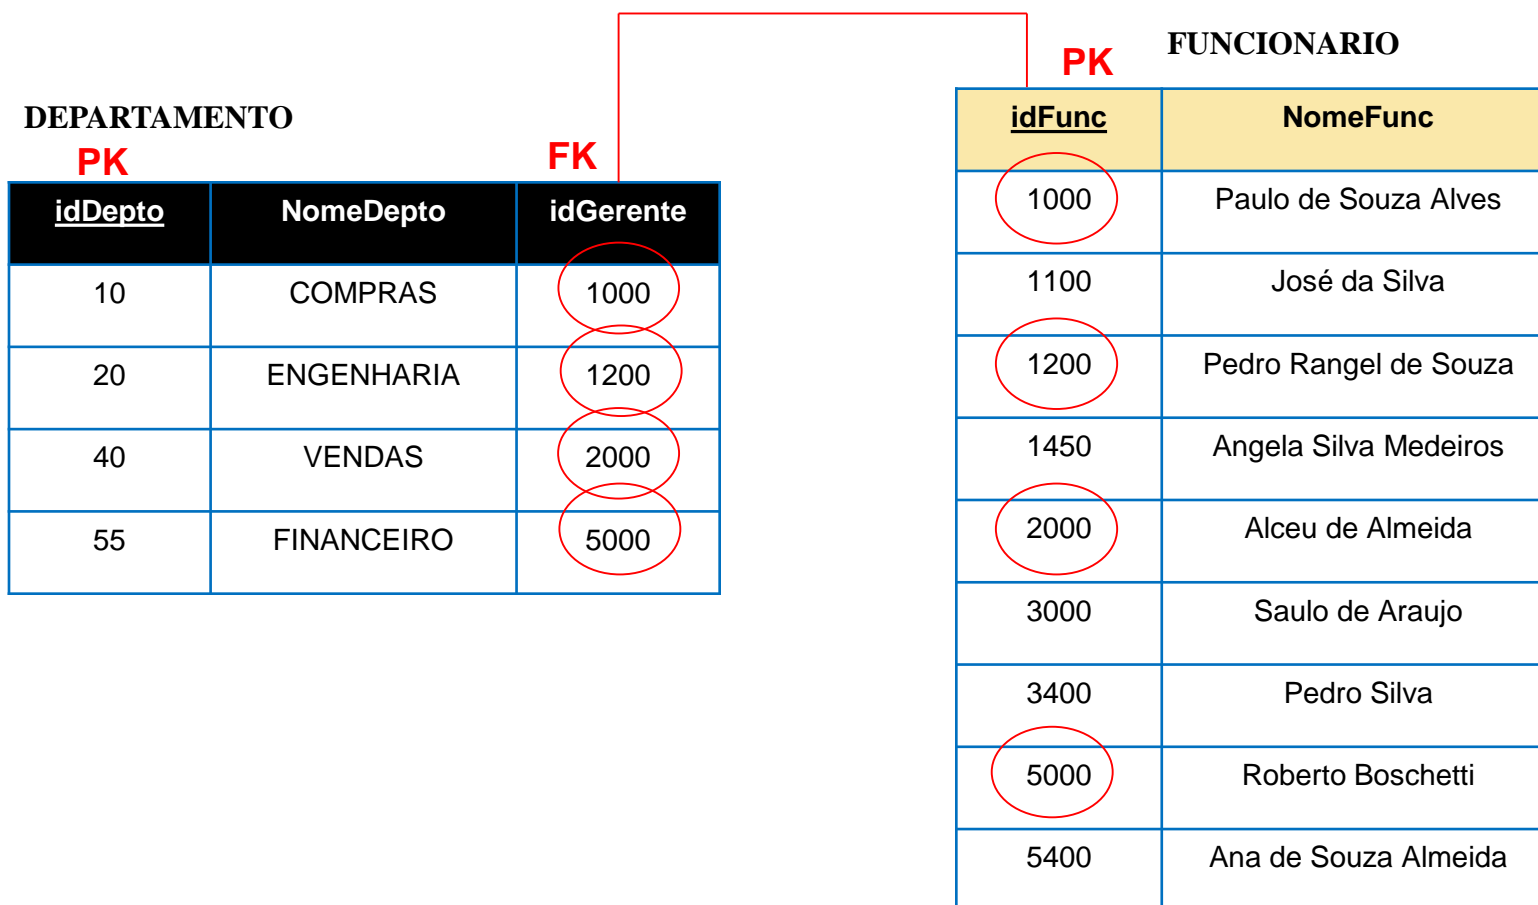 DEPARTAMENTO
PK FK
idDepto NomeDepto idGerente
10 COMPRAS 1000
20 ENGENHARIA 1200
40 VENDAS 2000
55 FINANCEIRO 5000
FUNCIONARIO
PK
idFunc NomeFunc
1000 Paulo de Souza Alves
1100 José da Silva
1200 Pedro Rangel de Souza
1450 Angela Silva Medeiros
2000 Alceu de Almeida
3000 Saulo de Araujo
3400 Pedro Silva
5000 Roberto Boschetti
5400 Ana de Souza Almeida